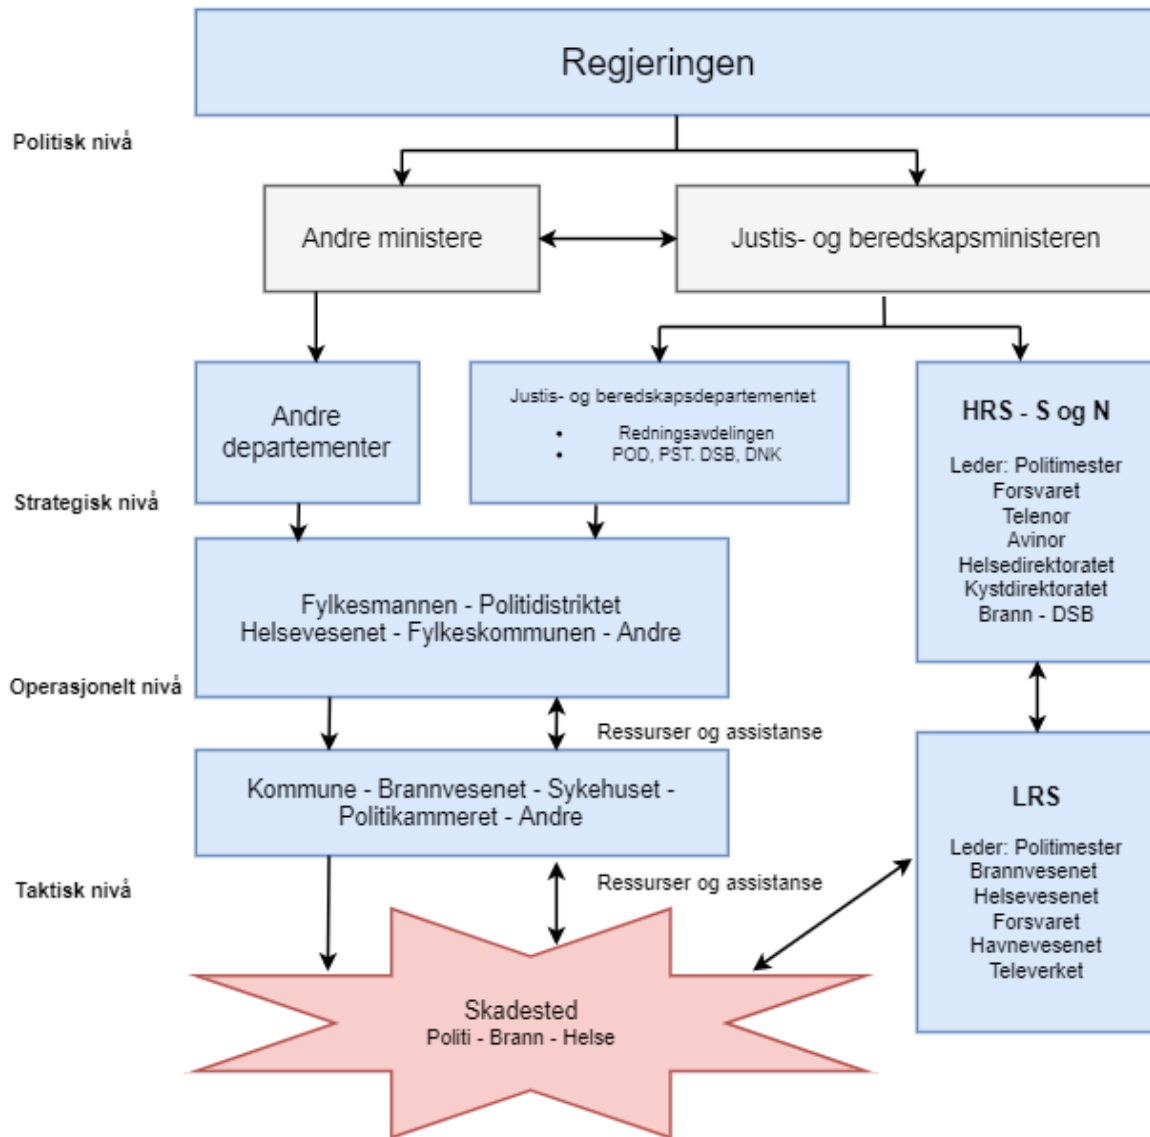 Regjeringen
Politisk nivå
Andre ministere
Justis- og beredskapsministeren
Andre
departementer
Justis- og beredskapsdepartementet
• Redningsavdelingen
• POD, PST. DSB, DNK
HRS - S og N
Leder: Politimester
Forsvaret
Telenor
Avinor
Helsedirektoratet
Kystdirektoratet
Brann - DSB
Strategisk nivå
Fylkesmannen - Politidistriktet
Helsevesenet - Fylkeskommunen - Andre
Operasjonelt nivå
Ressurser og assistanse
Kommune - Brannvesenet - Sykehuset -
Politikammeret - Andre
LRS
Leder: Politimester
Brannvesenet
Helsevesenet
Forsvaret
Havnevesenet
Televerket
Taktisk nivå
Ressurser og assistanse
Skadested
Politi - Brann - Helse